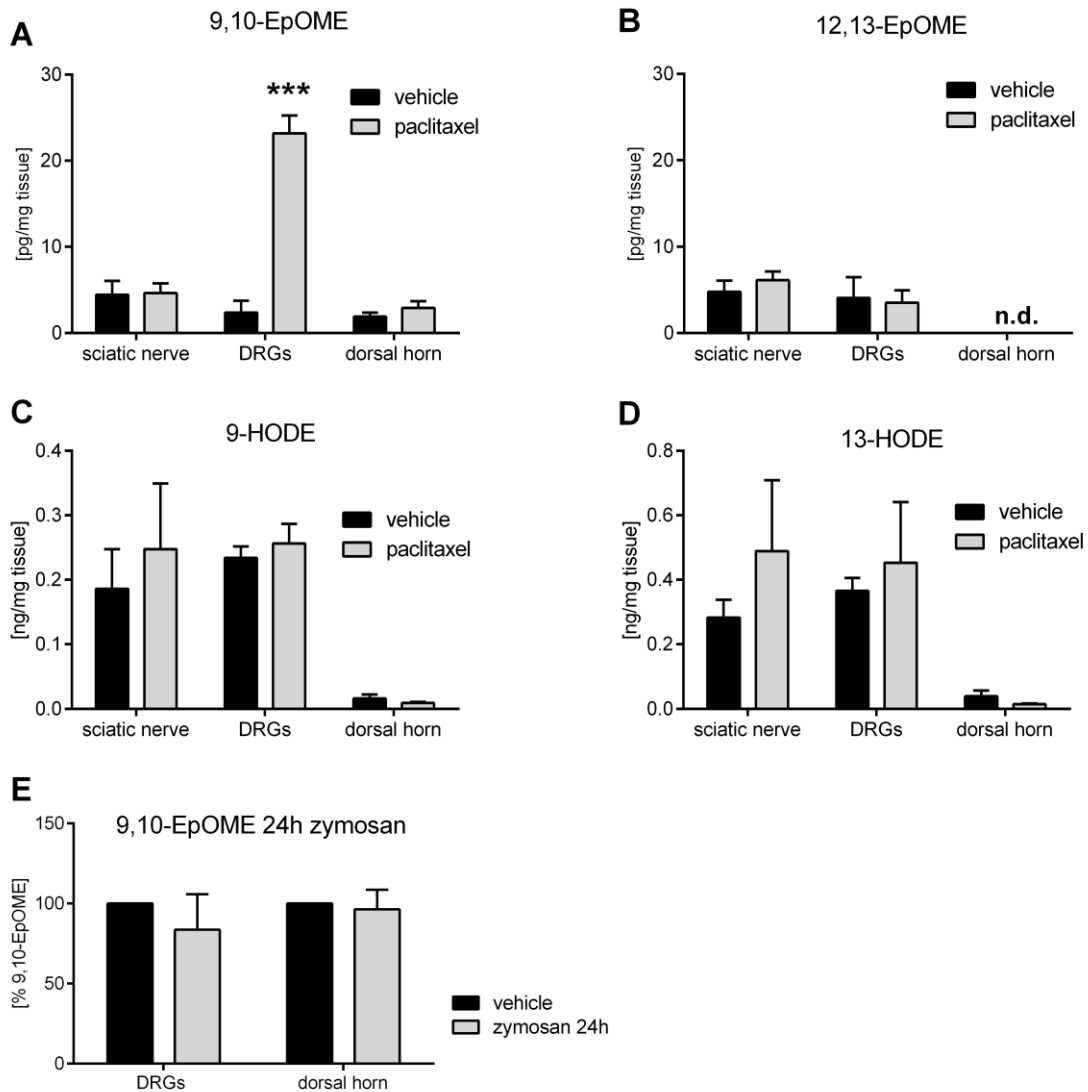 A
9,10-EpOME
[pg/mg tissue]
30
20
10
0
***
vehicle
paclitaxel
sciatic nerve
DRGs
dorsal horn
B
12,13-EpOME
[pg/mg tissue]
30
20
10
0
vehicle
paclitaxel
n.d.
sciatic nerve
DRGs
dorsal horn
C
9-HODE
[ng/mg tissue]
0.4
0.3
0.2
0.1
0.0
vehicle
paclitaxel
sciatic nerve
DRGs
dorsal horn
D
13-HODE
[ng/mg tissue]
0.8
0.6
0.4
0.2
0.0
vehicle
paclitaxel
sciatic nerve
DRGs
dorsal horn
E
9,10-EpOME 24h zymosan
[% 9,10-EpOME]
150
100
50
0
vehicle
zymosan 24h
DRGs
dorsal horn